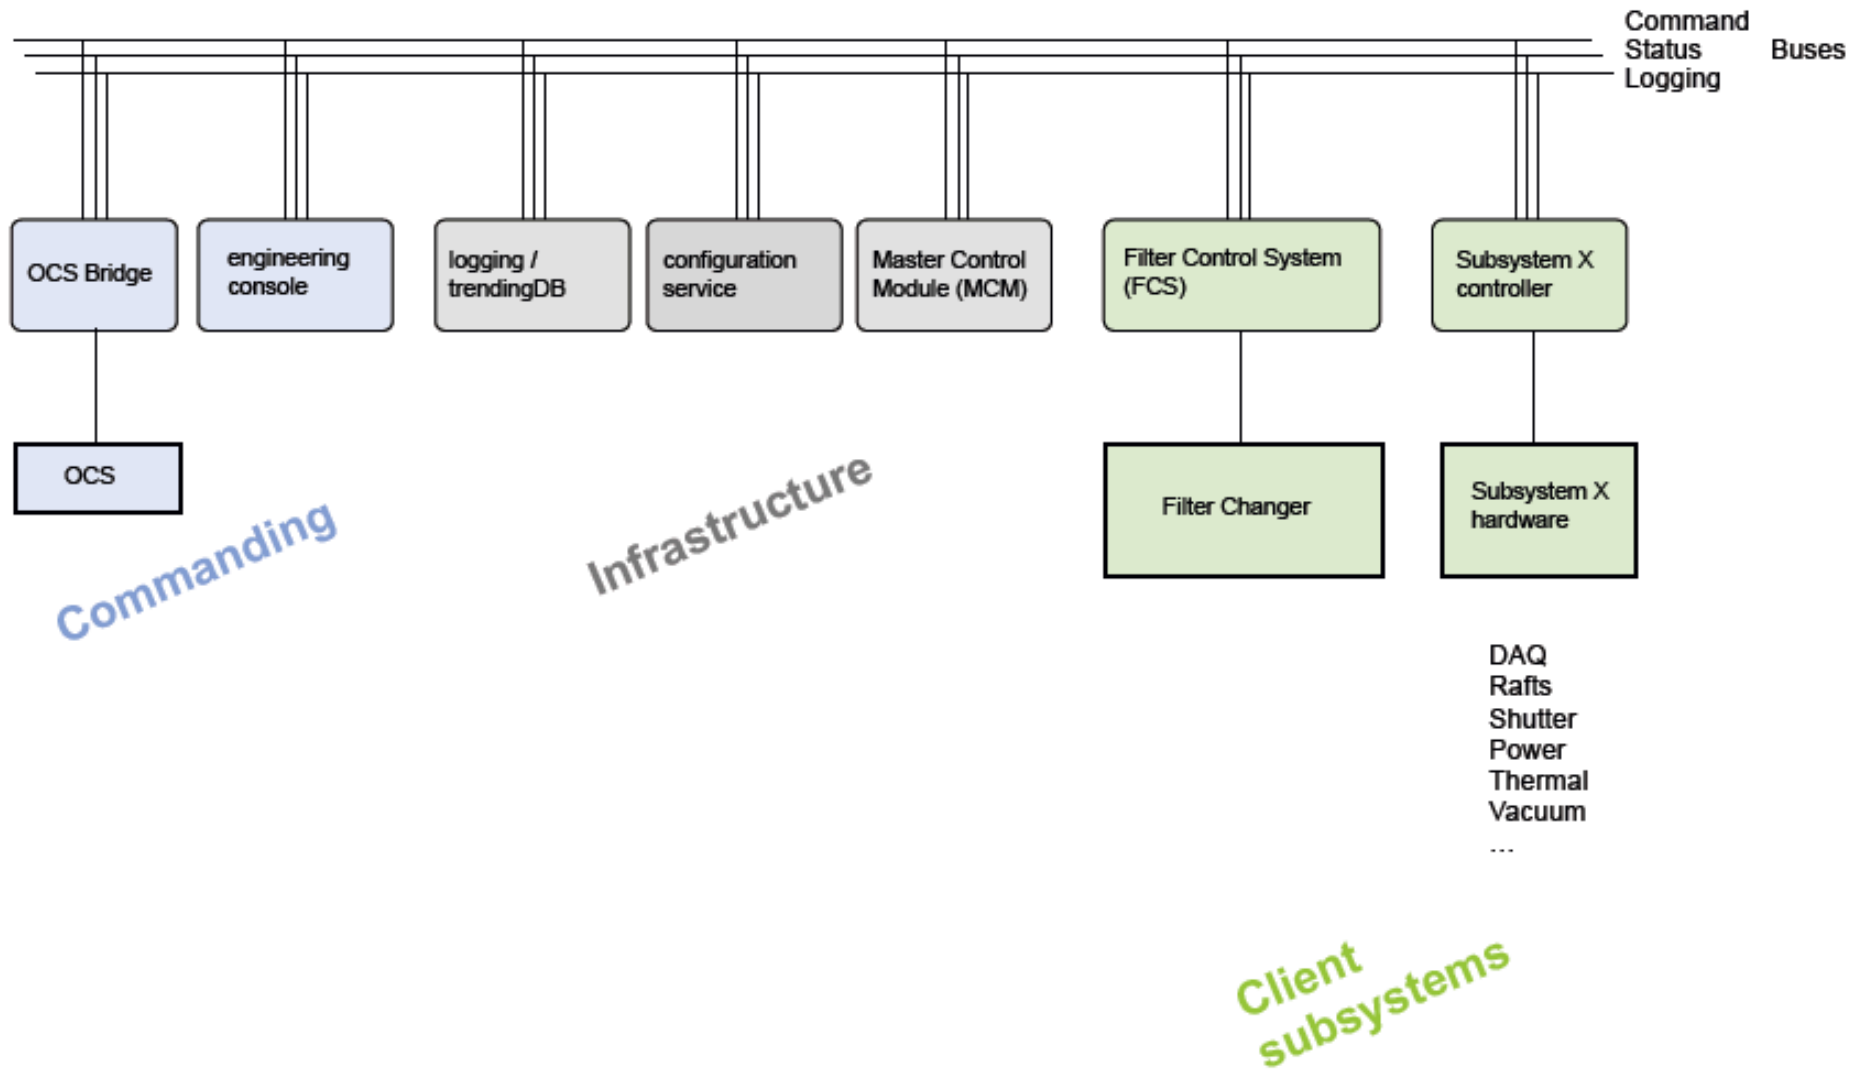 Command
Status Buses
Logging
OCS Bridge
engineering
console
logging /
trendingDB
configuration
service
Master Control
Module (MCM)
Filter Control System
(FCS)
Subsystem X
controller
OCS
Filter Changer
Subsystem X
hardware
Commanding
Infrastructure
DAQ
Rafts
Shutter
Power
Thermal
Vacuum
...
Client
subsystems